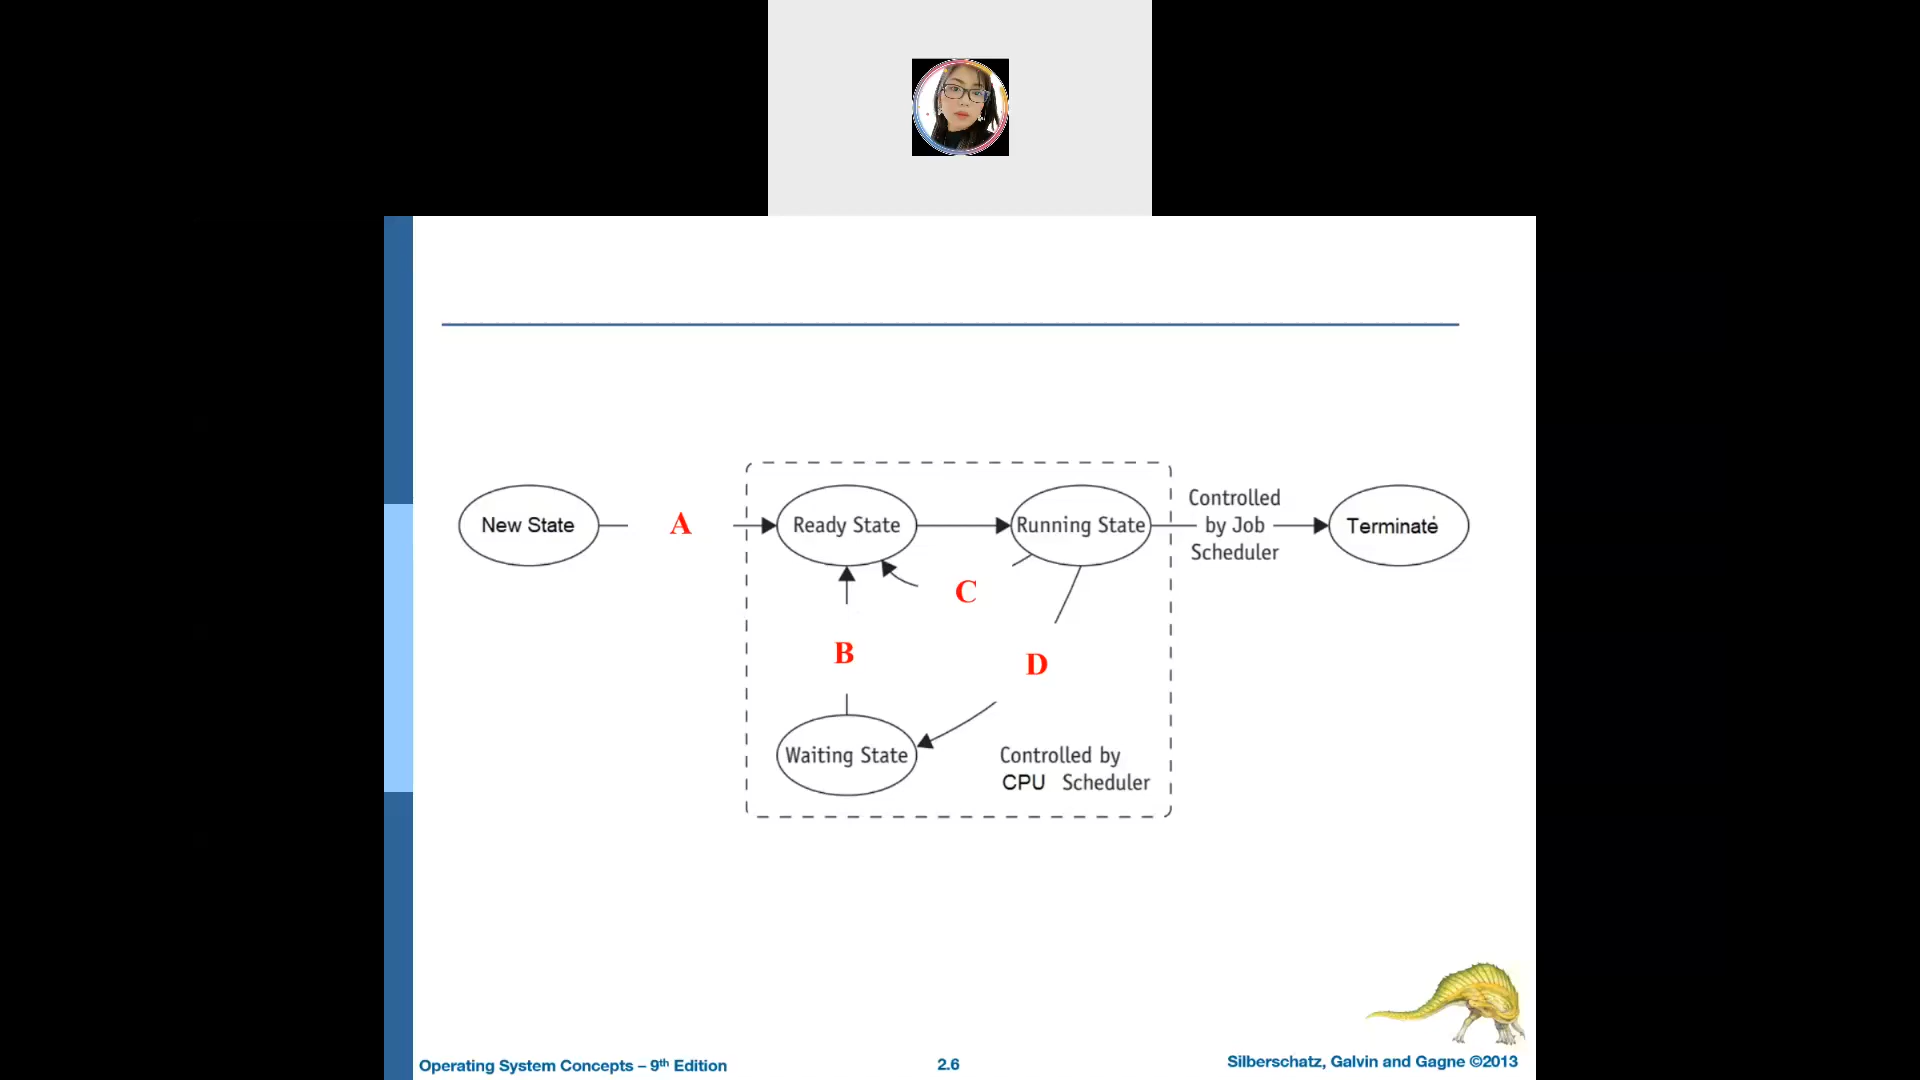 New State
A
Ready State
Running State
Controlled
by Job
Scheduler
Terminate
C
B
D
Waiting State
Controlled by
CPU Scheduler
Operating System Concepts – 9th Edition
2.6
Silberschatz, Galvin and Gagne ©2013